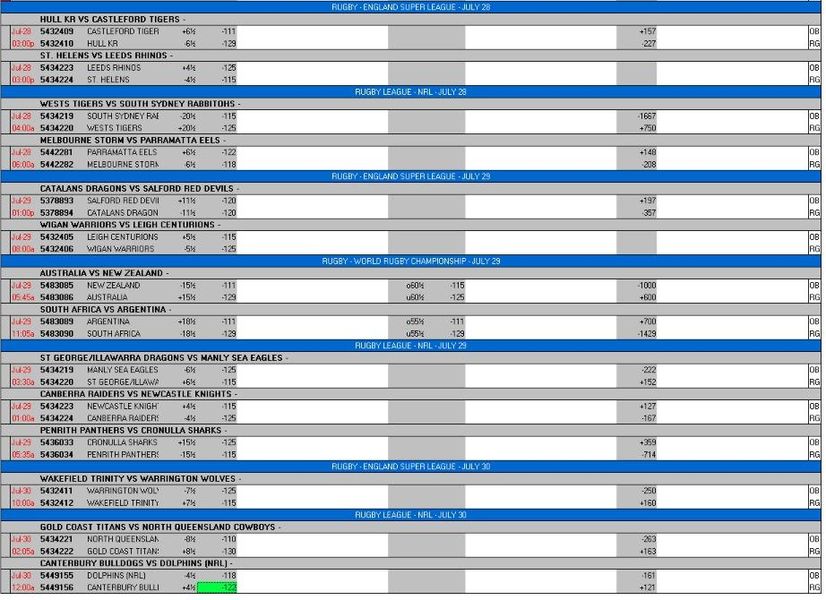 RUGBY - ENGLAND SUPER LEAGUE - JULY 28
HULL KR VS CASTLEFORD TIGERS -
Jul-28 5432409 CASTLEFORD TIGER +6½ -111 +157 OB
03:00p 5432410 HULL KR -6½ -129 -227 RG
ST. HELENS VS LEEDS RHINOS -
Jul-28 5434223 LEEDS RHINOS +4½ -125 OB
03:00p 5434224 ST. HELENS -4½ -115 RG
RUGBY LEAGUE - NRL - JULY 28
WESTS TIGERS VS SOUTH SYDNEY RABBITOHS -
Jul-28 5434219 SOUTH SYDNEY RAE -20½ -115 -1667 OB
04:00a 5434220 WESTS TIGERS +20½ -125 +750 RG
MELBOURNE STORM VS PARRAMATTA EELS -
Jul-28 5442281 PARRAMATTA EELS +6½ -122 +148 OB
06:00a 5442282 MELBOURNE STORM -6½ -118 -208 RG
RUGBY - ENGLAND SUPER LEAGUE - JULY 29
CATALANS DRAGONS VS SALFORD RED DEVILS -
Jul-29 5378893 SALFORD RED DEVII +11½ -120 +197 OB
01:00p 5378894 CATALANS DRAGON -11½ -120 -357 RG
WIGAN WARRIORS VS LEIGH CENTURIONS -
Jul-29 5432405 LEIGH CENTURIONS +5½ -115 OB
08:00a 5432406 WIGAN WARRIORS -5½ -125 RG
RUGBY - WORLD RUGBY CHAMPIONSHIP - JULY 29
AUSTRALIA VS NEW ZEALAND -
Jul-29 5483085 NEW ZEALAND -15½ -111 o60½ -115 -1000 OB
05:45a 5483086 AUSTRALIA +15½ -129 u60½ -125 +600 RG
SOUTH AFRICA VS ARGENTINA -
Jul-29 5483089 ARGENTINA +18½ -111 o55½ -111 +700 OB
11:05a 5483090 SOUTH AFRICA -18½ -129 u55½ -129 -1429 RG
RUGBY LEAGUE - NRL - JULY 29
ST GEORGE/ILLAWARRA DRAGONS VS MANLY SEA EAGLES -
Jul-29 5434219 MANLY SEA EAGLES -6½ -125 -222 OB
03:30a 5434220 ST GEORGE/ILLAWA +6½ -115 +152 RG
CANBERRA RAIDERS VS NEWCASTLE KNIGHTS -
Jul-29 5434223 NEWCASTLE KNIGH +4½ -115 +127 OB
01:00a 5434224 CANBERRA RAIDERS -4½ -125 -167 RG
PENRITH PANTHERS VS CRONULLA SHARKS -
Jul-29 5436033 CRONULLA SHARKS +15½ -125 +359 OB
05:35a 5436034 PENRITH PANTHERS -15½ -115 -714 RG
RUGBY - ENGLAND SUPER LEAGUE - JULY 30
WAKEFIELD TRINITY VS WARRINGTON WOLVES -
Jul-30 5432411 WARRINGTON WOLV -7½ -125 -250 OB
10:00a 5432412 WAKEFIELD TRINITY +7½ -115 +160 RG
RUGBY LEAGUE - NRL - JULY 30
GOLD COAST TITANS VS NORTH QUEENSLAND COWBOYS -
Jul-30 5434221 NORTH QUEENSLAN -8½ -110 -263 OB
02:05a 5434222 GOLD COAST TITAN +8½ -130 +163 RG
CANTERBURY BULLDOGS VS DOLPHINS (NRL) -
Jul-30 5449155 DOLPHINS (NRL) -4½ -118 -161 OB
12:00a 5449156 CANTERBURY BULLI +4½ -122 +121 RG